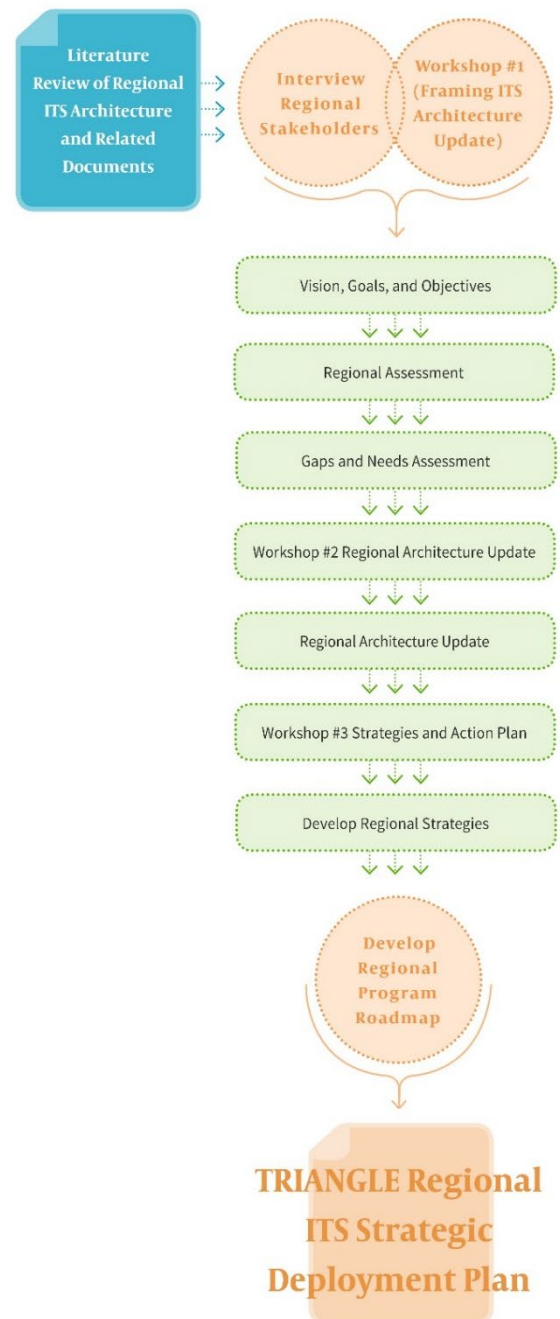 Literature
Review of Regional
ITS Architecture
and Related
Documents
Interview
Regional
Stakeholders
Workshop #1
(Framing ITS
Architecture
Update)
Vision, Goals, and Objectives
Regional Assessment
Gaps and Needs Assessment
Workshop #2 Regional Architecture Update
Regional Architecture Update
Workshop #3 Strategies and Action Plan
Develop Regional Strategies
Develop
Regional
Program
Roadmap
TRIANGLE Regional
ITS Strategic
Deployment Plan